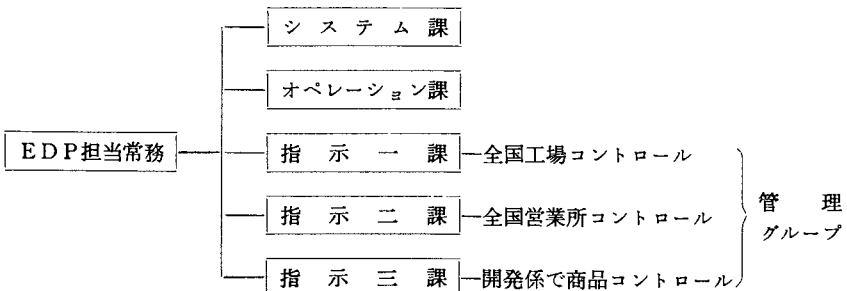 システム課
オペレーション課
EDP担当常務
指示一課 全国工場コントロール
指示二課 全国営業所コントロール
管理
グループ
指示三課 開発係で商品コントロール